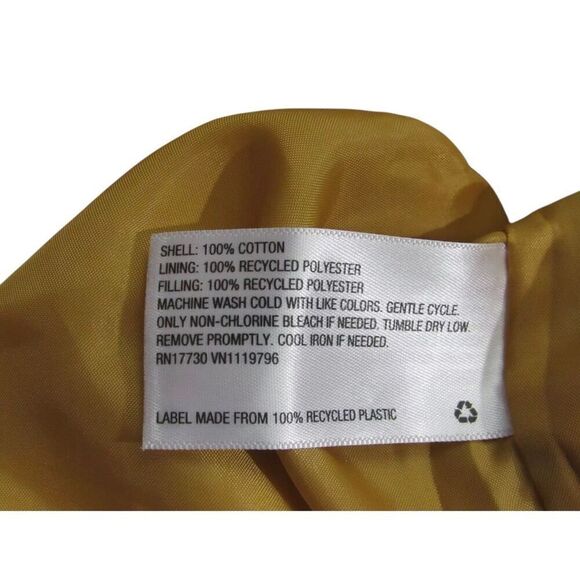 SHELL: 100% COTTON
LINING: 100% RECYCLED POLYESTER
FILLING: 100% RECYCLED POLYESTER
MACHINE WASH COLD WITH LIKE COLORS. GENTLE CYCLE.
ONLY NON-CHLORINE BLEACH IF NEEDED. TUMBLE DRY LOW.
REMOVE PROMPTLY. COOL IRON IF NEEDED.
RN17730 VN1119796
LABEL MADE FROM 100% RECYCLED PLASTIC